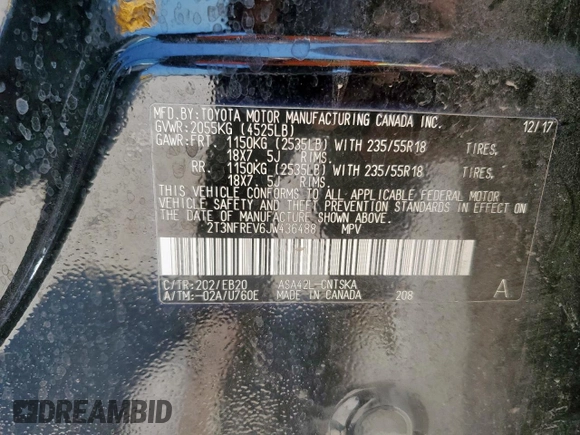 MFD.BY:TOYOTA MOTOR MANUFACTURING CANADA INC. 12/17
GVWR:2055KG (4525LB)
GAWR:FRT. 1150KG (2535LB) WITH 235/55R18 TIRES,
18X7.5J RIMS.
RR. 1150KG (2535LB) WITH 235/55R18 TIRES,
18X7.5J RIMS.
THIS VEHICLE CONFORMS TO ALL APPLICABLE FEDERAL MOTOR
VEHICLE SAFETY AND THEFT PREVENTION STANDARDS IN EFFECT
ON THE DATE OF MANUFACTURE SHOWN ABOVE.
2T3NFREV6JW436488 MPV
C/TR:202/EB20 ASA42L-CNTSKA
A/TM:-02A/U760E MADE IN CANADA 208 A
DREAMBID